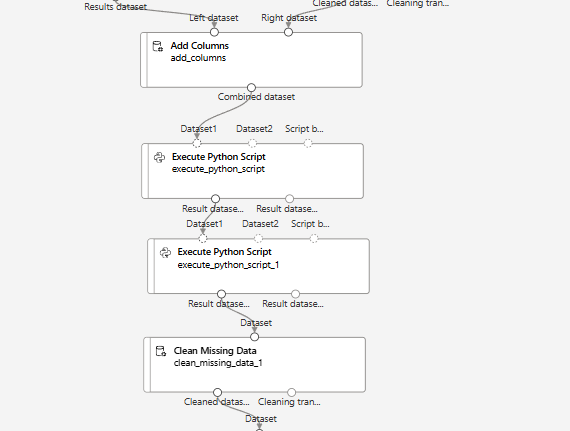 Results dataset
Cleaned datas...
Cleaning tran...
Left dataset
Right dataset
Add Columns
add_columns
Combined dataset
Dataset1
Dataset2
Script b...
Execute Python Script
execute_python_script
Result datase...
Result datase...
Dataset1
Dataset2
Script b...
Execute Python Script
execute_python_script_1
Result datase...
Result datase...
Dataset
Clean Missing Data
clean_missing_data_1
Cleaned datas...
Cleaning tran...
Dataset